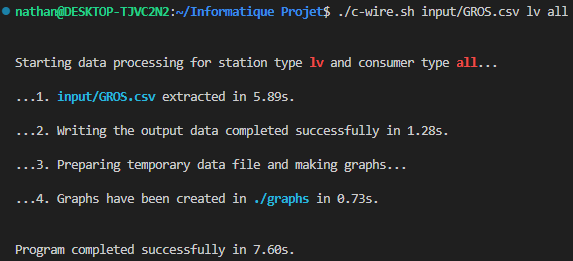 nathan@DESKTOP-TJVC2N2:~/Informatique Projet$ ./c-wire.sh input/GROS.csv lv all
Starting data processing for station type lv and consumer type all...
...1. input/GROS.csv extracted in 5.89s.
...2. Writing the output data completed successfully in 1.28s.
...3. Preparing temporary data file and making graphs...
...4. Graphs have been created in ./graphs in 0.73s.
Program completed successfully in 7.60s.